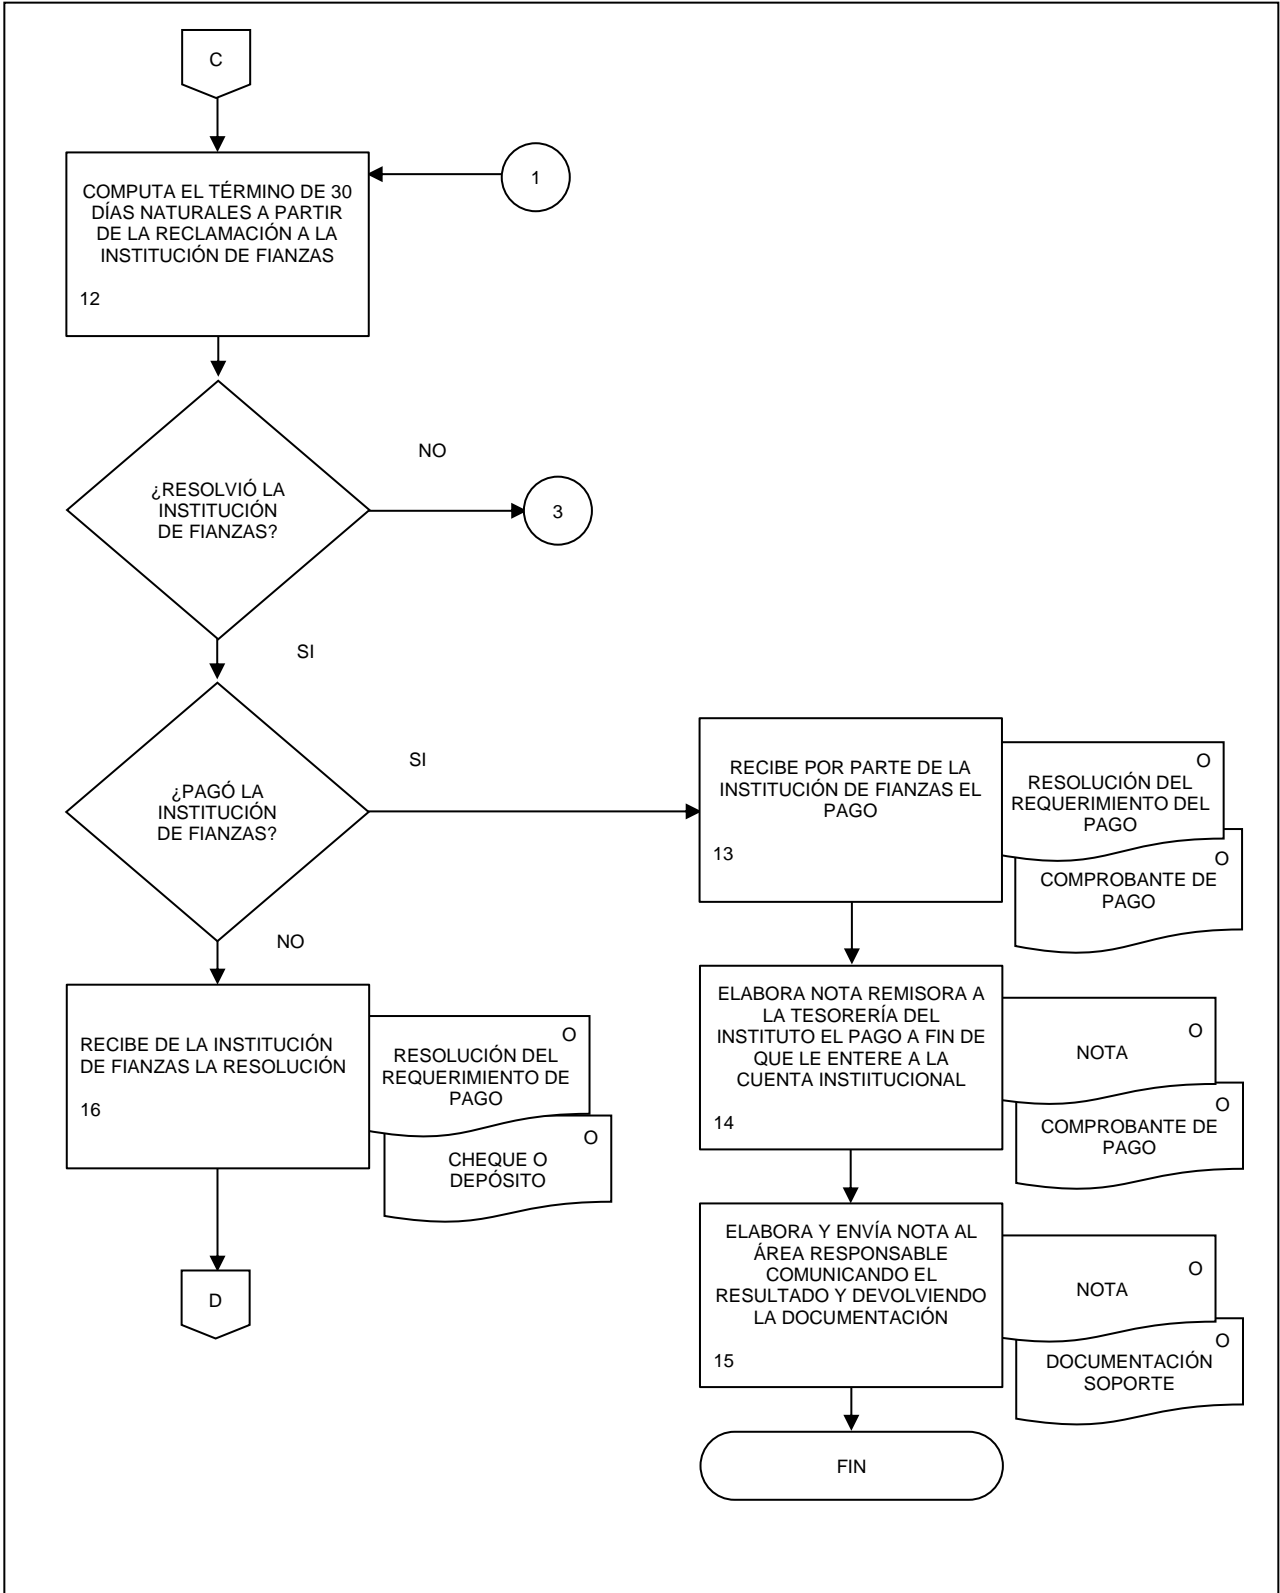 C
COMPUTA EL TÉRMINO DE 30
DÍAS NATURALES A PARTIR
DE LA RECLAMACIÓN A LA
INSTITUCIÓN DE FIANZAS
12
1
¿RESOLVIÓ LA
INSTITUCIÓN
DE FIANZAS?
NO
3
SI
¿PAGÓ LA
INSTITUCIÓN
DE FIANZAS?
SI
RECIBE POR PARTE DE LA
INSTITUCIÓN DE FIANZAS EL
PAGO
13
O
RESOLUCIÓN DEL
REQUERIMIENTO DEL
PAGO
O
COMPROBANTE DE
PAGO
NO
RECIBE DE LA INSTITUCIÓN
DE FIANZAS LA RESOLUCIÓN
16
O
RESOLUCIÓN DEL
REQUERIMIENTO DE
PAGO
O
CHEQUE O
DEPÓSITO
D
ELABORA NOTA REMISORA A
LA TESORERÍA DEL
INSTITUTO EL PAGO A FIN DE
QUE LE ENTERE A LA
CUENTA INSTIITUCIONAL
14
O
NOTA
O
COMPROBANTE DE
PAGO
ELABORA Y ENVÍA NOTA AL
ÁREA RESPONSABLE
COMUNICANDO EL
RESULTADO Y DEVOLVIENDO
LA DOCUMENTACIÓN
15
O
NOTA
O
DOCUMENTACIÓN
SOPORTE
FIN